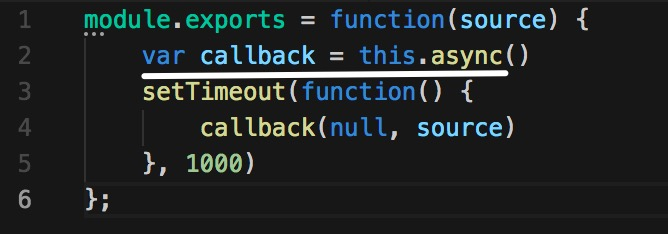 1 module.exports = function(source) {
2     var callback = this.async()
3     setTimeout(function() {
4         callback(null, source)
5     }, 1000)
6 };